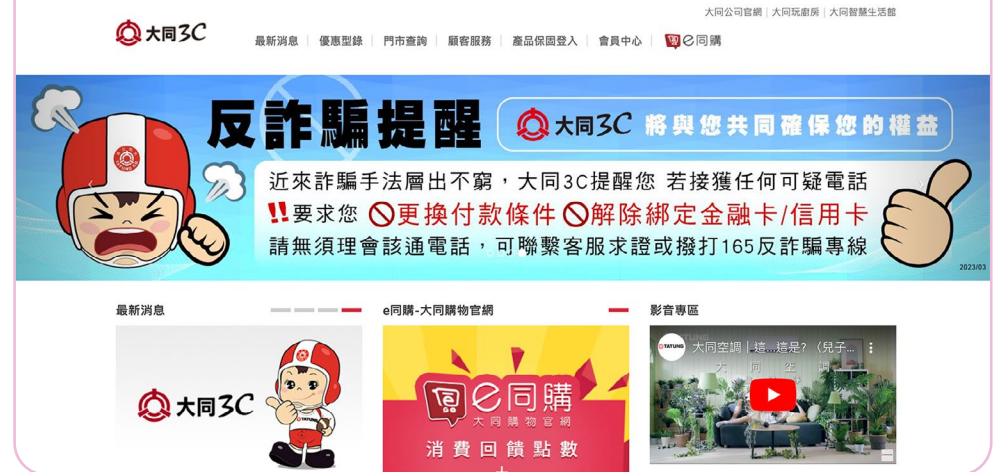 大同公司官網｜大同玩廚房｜大同智慧生活館
大同3C
最新消息｜優惠型錄｜門市查詢｜顧客服務｜產品保固登入｜會員中心｜e同購
反詐騙提醒 大同3C 將與您共同確保您的權益
近來詐騙手法層出不窮，大同3C提醒您 若接獲任何可疑電話
!!要求您 更換付款條件 解除綁定金融卡/信用卡
請無須理會該通電話，可聯繫客服求證或撥打165反詐騙專線
2023/03
最新消息
大同3C
TATUNG
e同購-大同購物官網
e同購
大同購物官網
消費回饋點數
+
影音專區
TATUNG 大同空調｜這...這是? 〈兒子...
大同空調